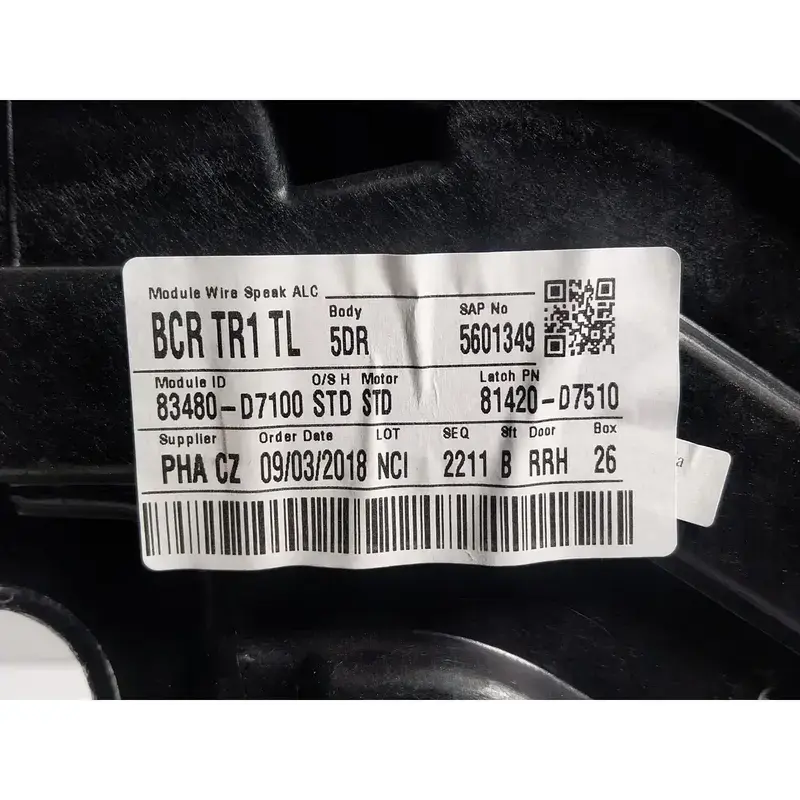 Module Wire Speak ALC
Body
SAP No
BCR TR1 TL 5DR 5601349
Module ID O/S H Motor Latch PN
83480-D7100 STD STD 81420-D7510
Supplier Order Date LOT SEQ Sft Door Box
PHA CZ 09/03/2018 NCI 2211 B RRH 26
a